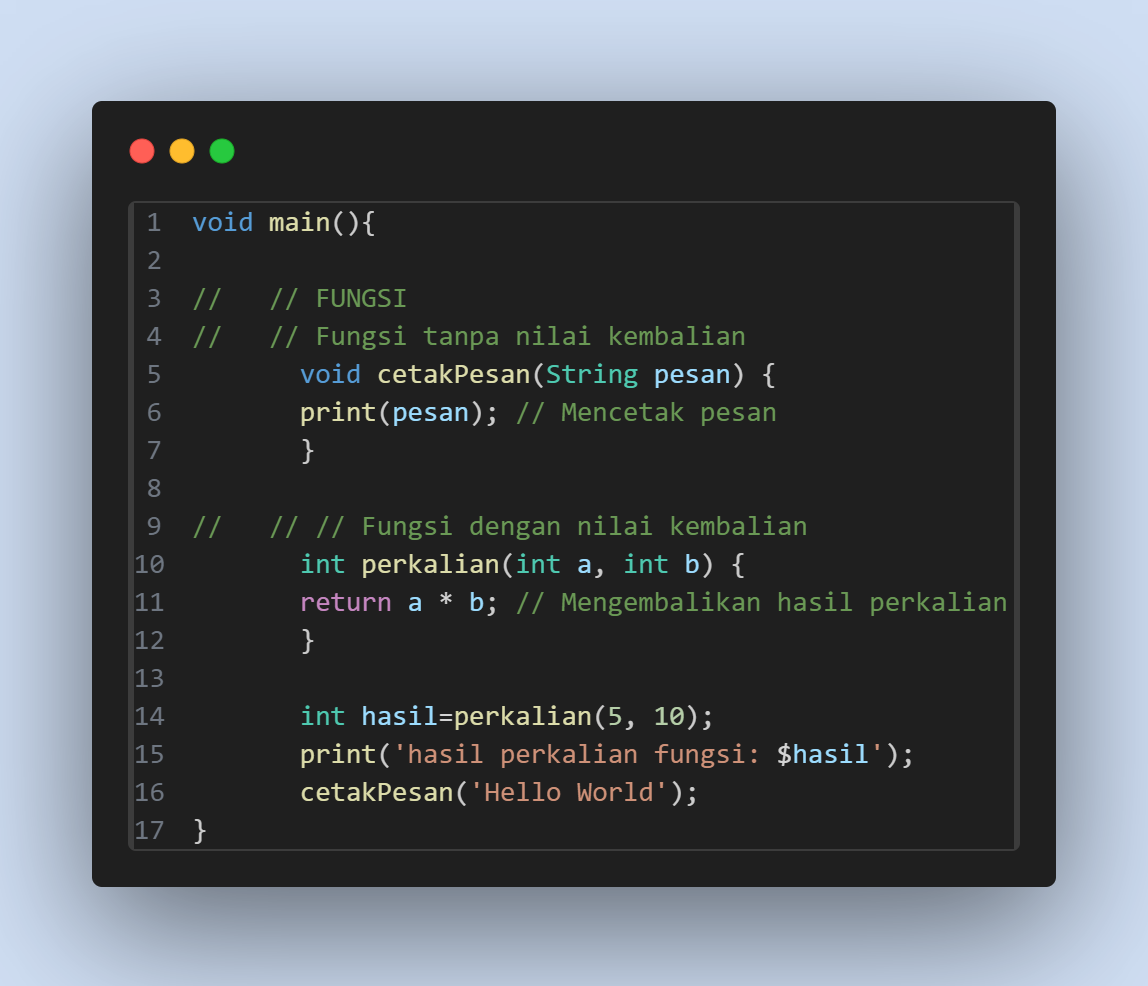 1 void main(){
2
3 //   // FUNGSI
4 //   // Fungsi tanpa nilai kembalian
5        void cetakPesan(String pesan) {
6        print(pesan); // Mencetak pesan
7        }
8
9 //   // // Fungsi dengan nilai kembalian
10        int perkalian(int a, int b) {
11        return a * b; // Mengembalikan hasil perkalian
12        }
13
14        int hasil=perkalian(5, 10);
15        print('hasil perkalian fungsi: $hasil');
16        cetakPesan('Hello World');
17 }